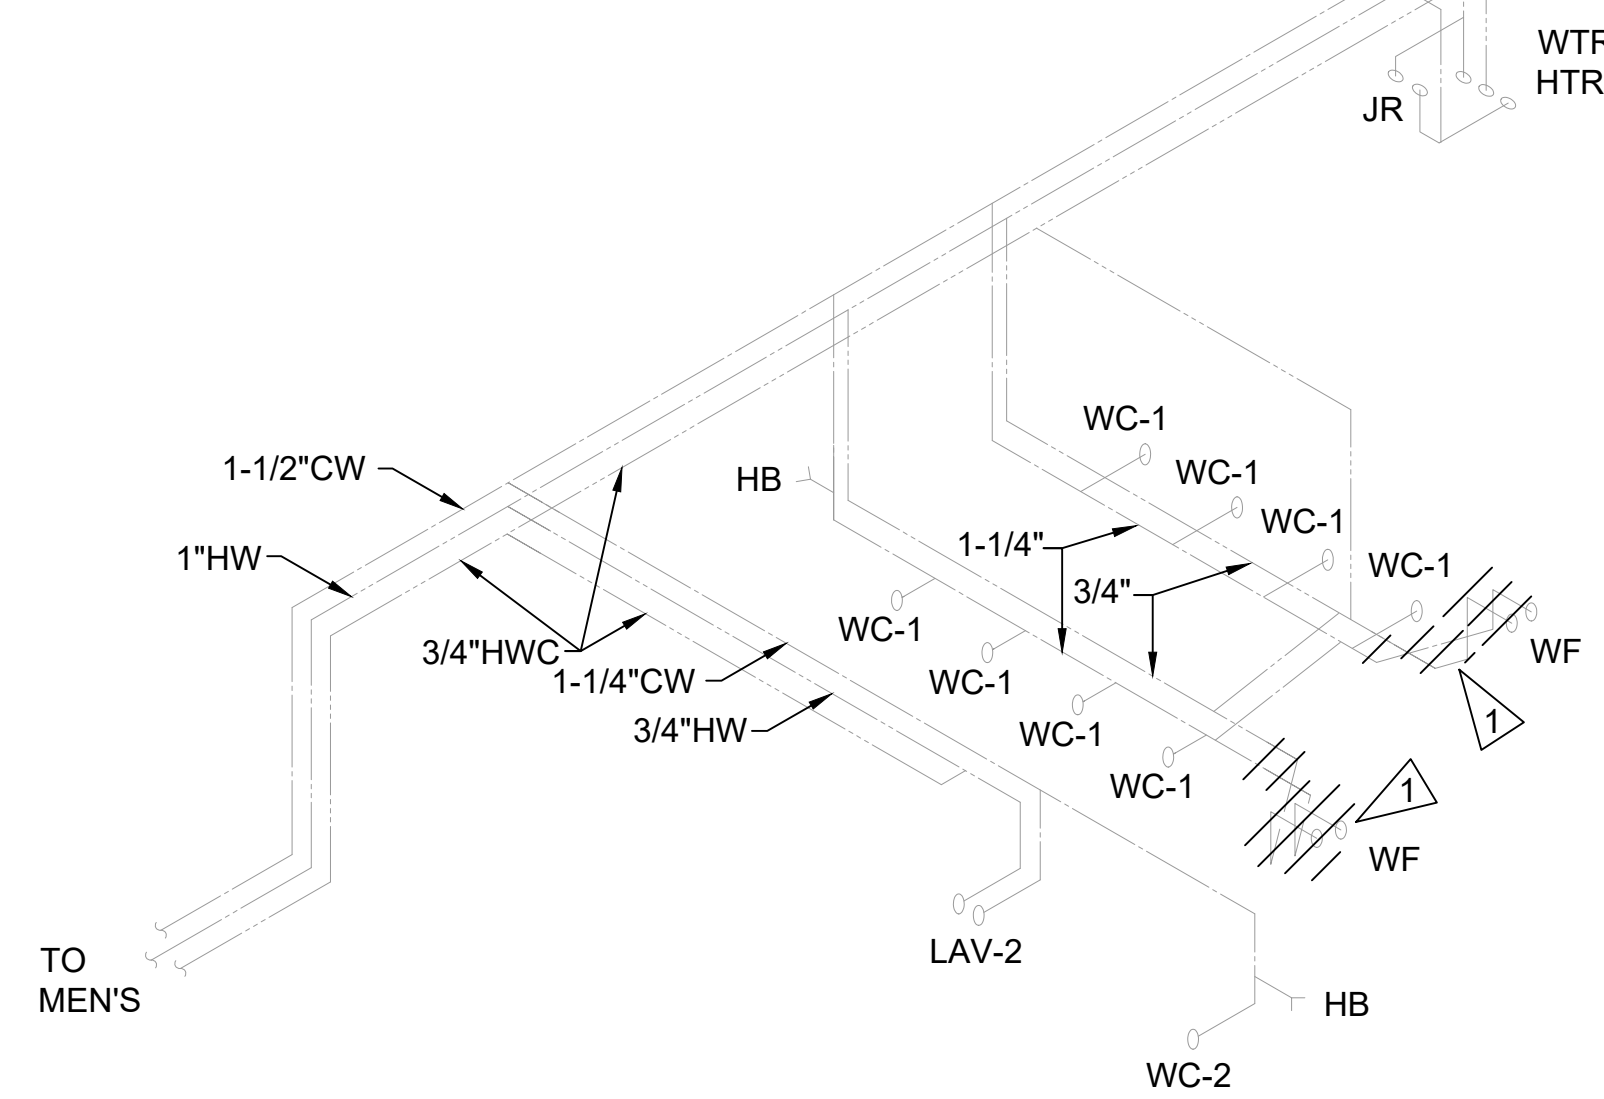 WTR
HTR
JR
WC-1
1-1/2"CW
WC-1
HB
WC-1
1-1/4"
1"HW
WC-1
3/4"
WC-1
3/4"HWC
WF
1-1/4"CW
WC-1
1
3/4"HW
WC-1
WC-1
1
WF
LAV-2
TO
MEN'S
HB
WC-2